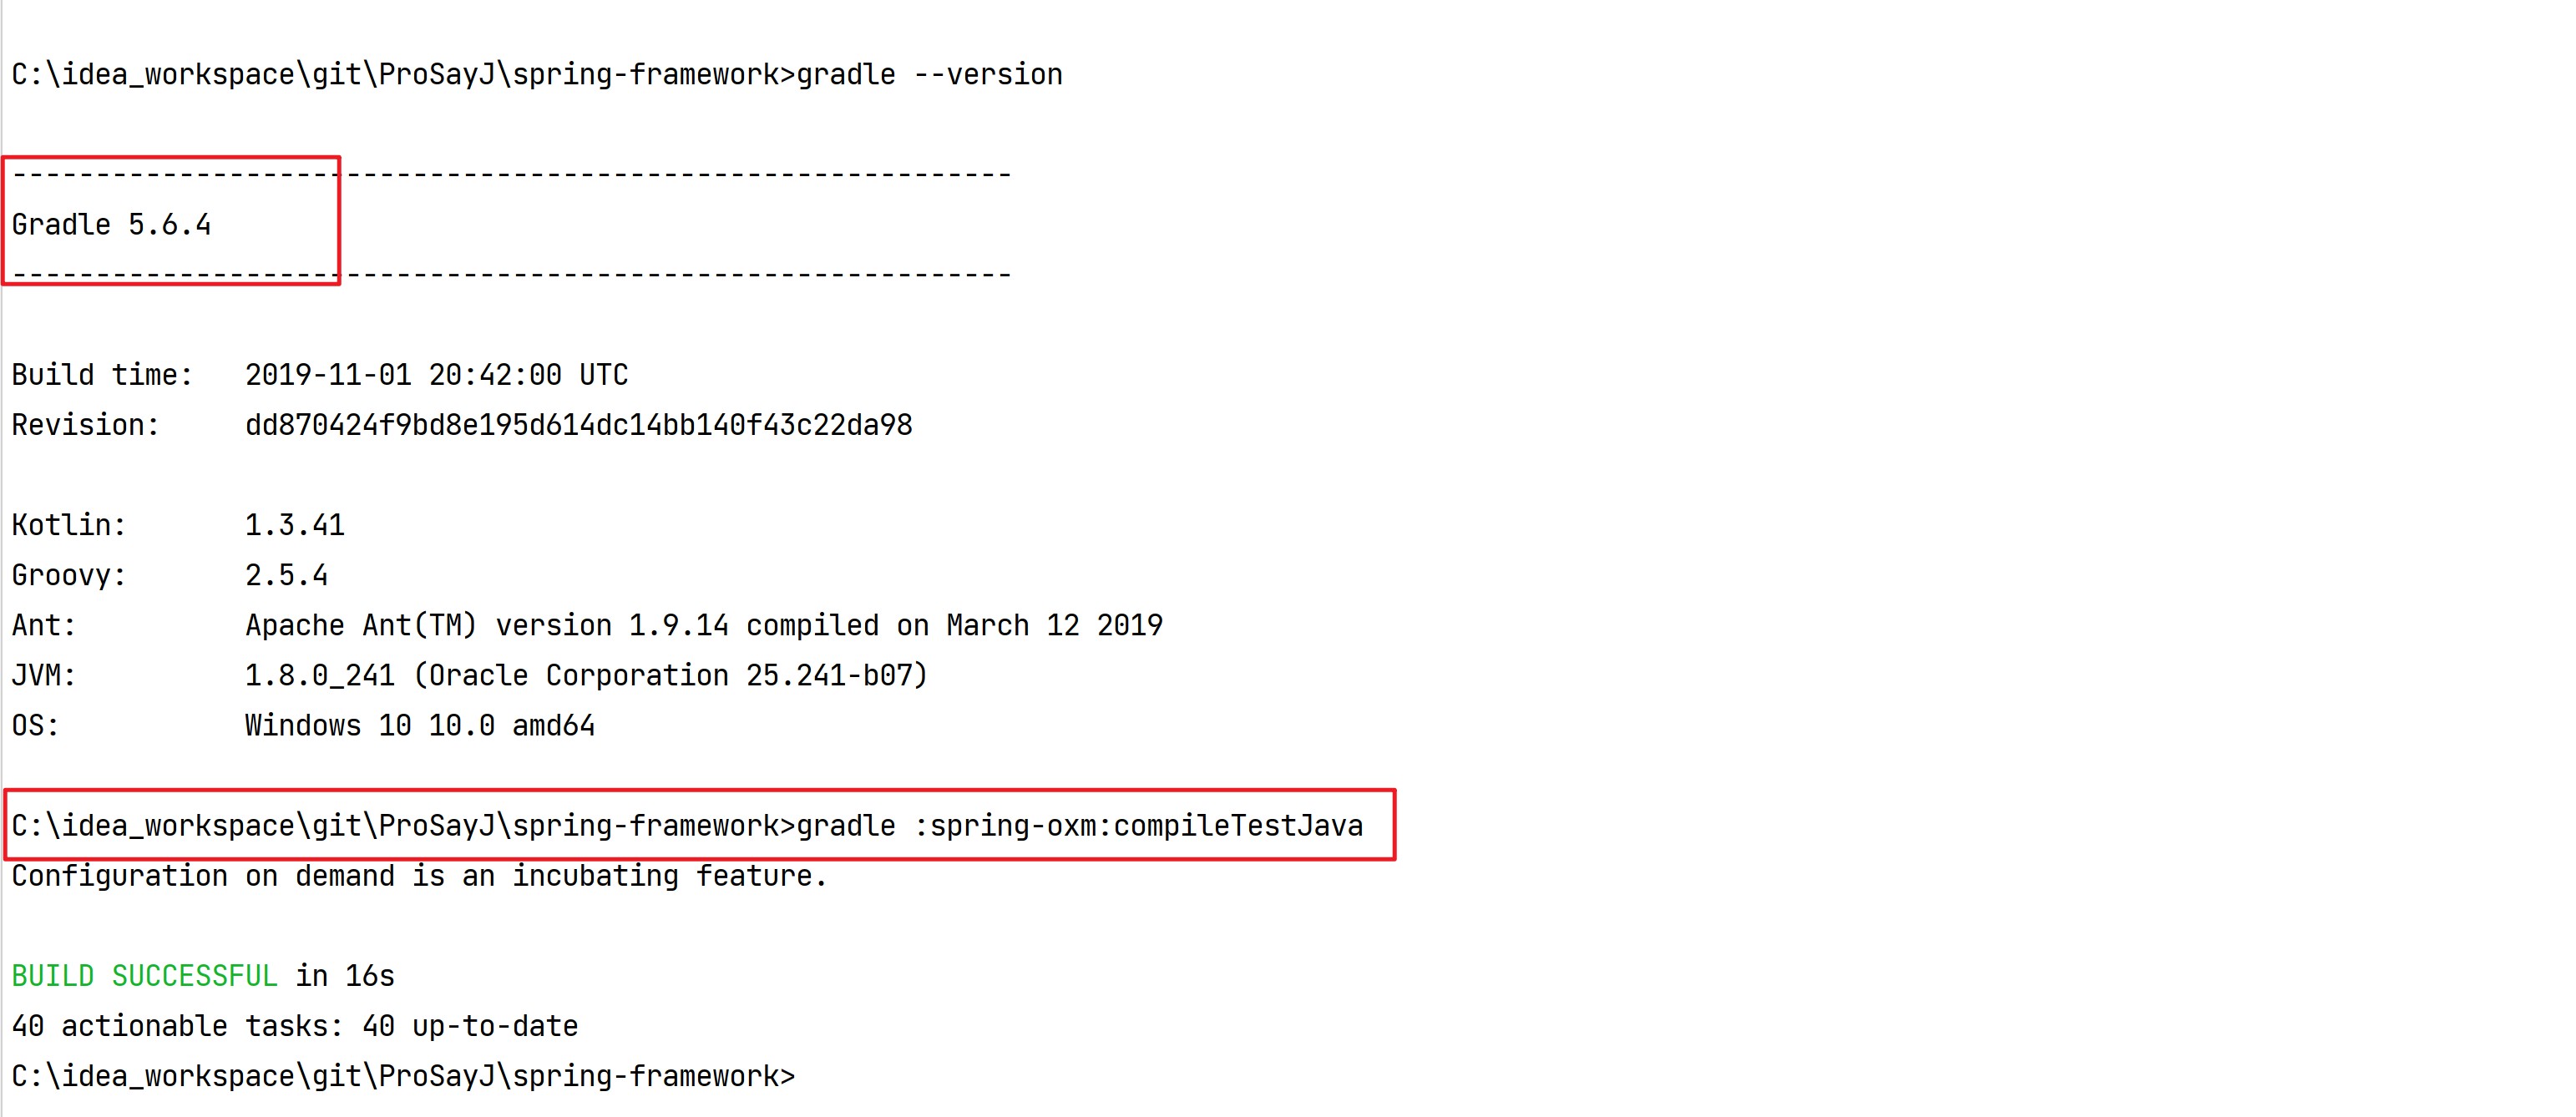 C:\idea_workspace\git\ProSayJ\spring-framework>gradle --version
------------------------------------------------------------
Gradle 5.6.4
------------------------------------------------------------
Build time:   2019-11-01 20:42:00 UTC
Revision:     dd870424f9bd8e195d614dc14bb140f43c22da98
Kotlin:       1.3.41
Groovy:       2.5.4
Ant:          Apache Ant(TM) version 1.9.14 compiled on March 12 2019
JVM:          1.8.0_241 (Oracle Corporation 25.241-b07)
OS:           Windows 10 10.0 amd64
C:\idea_workspace\git\ProSayJ\spring-framework>gradle :spring-oxm:compileTestJava
Configuration on demand is an incubating feature.
BUILD SUCCESSFUL in 16s
40 actionable tasks: 40 up-to-date
C:\idea_workspace\git\ProSayJ\spring-framework>